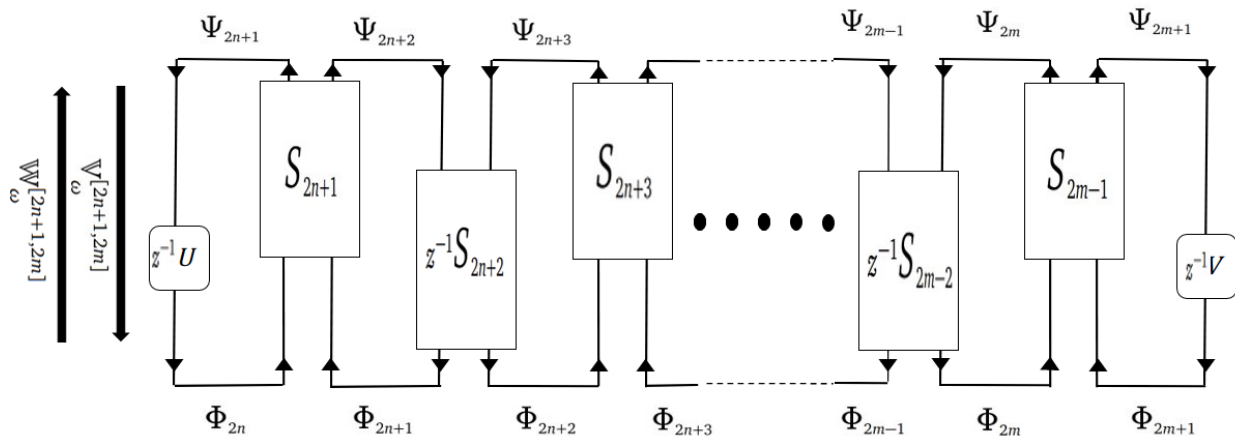 Ψ₂ₙ₊₁ Ψ₂ₙ₊₂ Ψ₂ₙ₊₃ Ψ₂ₘ₋₁ Ψ₂ₘ Ψ₂ₘ₊₁
𝕎_ω^[2n+1,2m] 𝕍_ω^[2n+1,2m]
S₂ₙ₊₁ S₂ₙ₊₃ S₂ₘ₋₁
z⁻¹U z⁻¹S₂ₙ₊₂ z⁻¹S₂ₘ₋₂ z⁻¹V
Φ₂ₙ Φ₂ₙ₊₁ Φ₂ₙ₊₂ Φ₂ₙ₊₃ Φ₂ₘ₋₁ Φ₂ₘ Φ₂ₘ₊₁